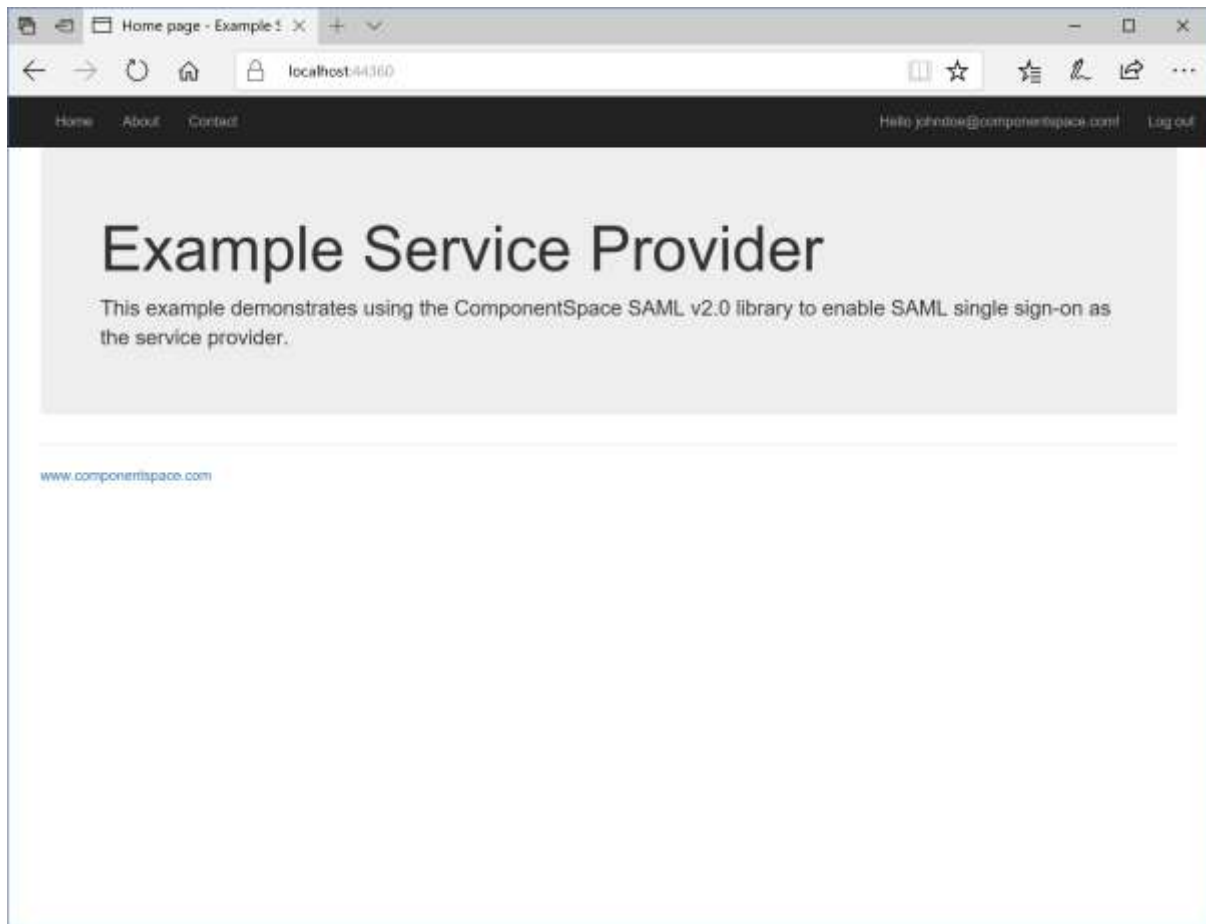 Home page - Example S
localhost:44360
Home About Contact Hello johndoe@componentspace.com! Log out
Example Service Provider
This example demonstrates using the ComponentSpace SAML v2.0 library to enable SAML single sign-on as
the service provider.
www.componentspace.com